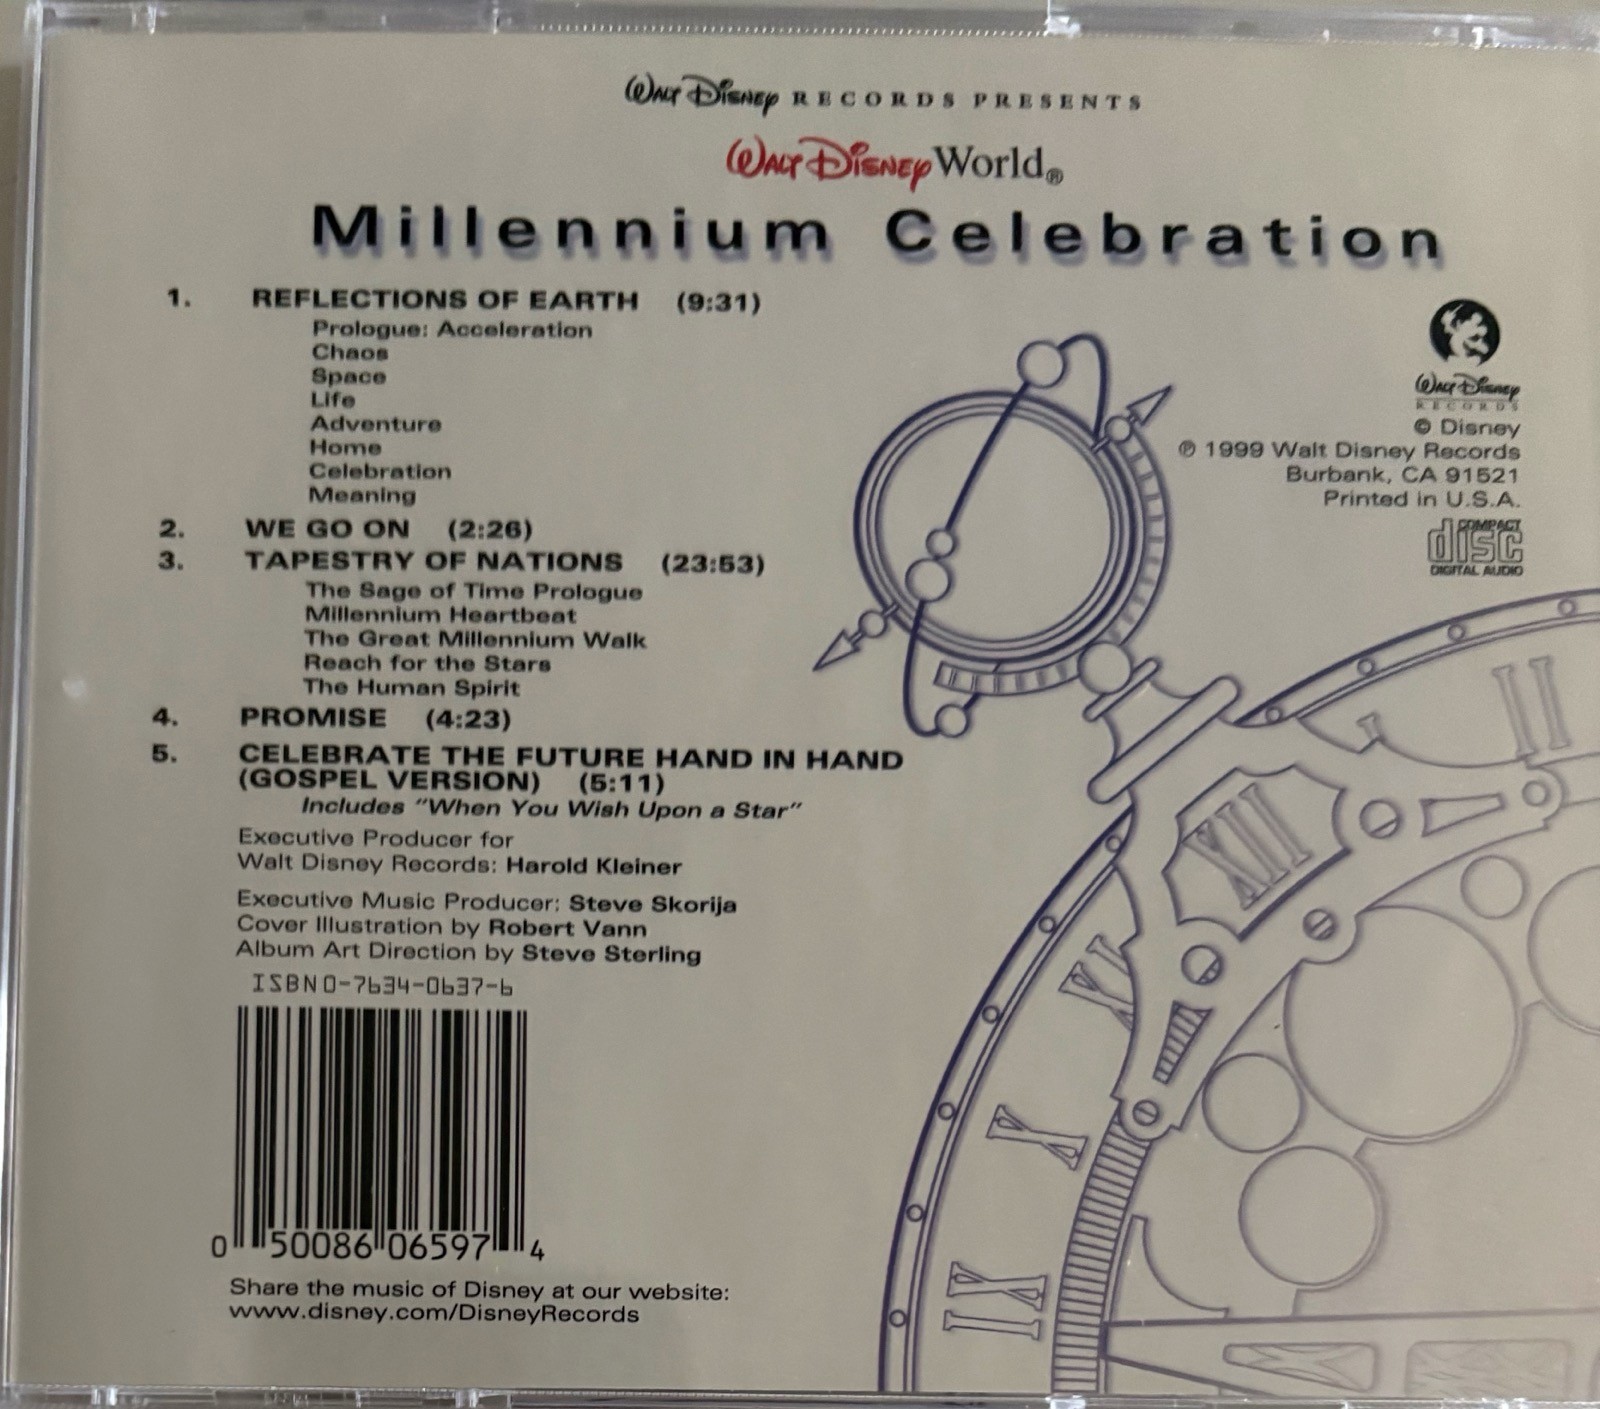 Walt Disney RECORDS PRESENTS
Walt Disney World®
Millennium Celebration
1. REFLECTIONS OF EARTH (9:31)
Prologue: Acceleration
Chaos
Space
Life
Adventure
Home
Celebration
Meaning
2. WE GO ON (2:26)
3. TAPESTRY OF NATIONS (23:53)
The Sage of Time Prologue
Millennium Heartbeat
The Great Millennium Walk
Reach for the Stars
The Human Spirit
4. PROMISE (4:23)
5. CELEBRATE THE FUTURE HAND IN HAND
(GOSPEL VERSION) (5:11)
Includes "When You Wish Upon a Star"
Executive Producer for
Walt Disney Records: Harold Kleiner
Executive Music Producer: Steve Skorija
Cover Illustration by Robert Vann
Album Art Direction by Steve Sterling
ISBN 0-7634-0637-6
0 50086 06597 4
Share the music of Disney at our website:
www.disney.com/DisneyRecords
Walt Disney
RECORDS
© Disney
℗ 1999 Walt Disney Records
Burbank, CA 91521
Printed in U.S.A.
COMPACT
disc
DIGITAL AUDIO
I
II
XII
XI
X
IX